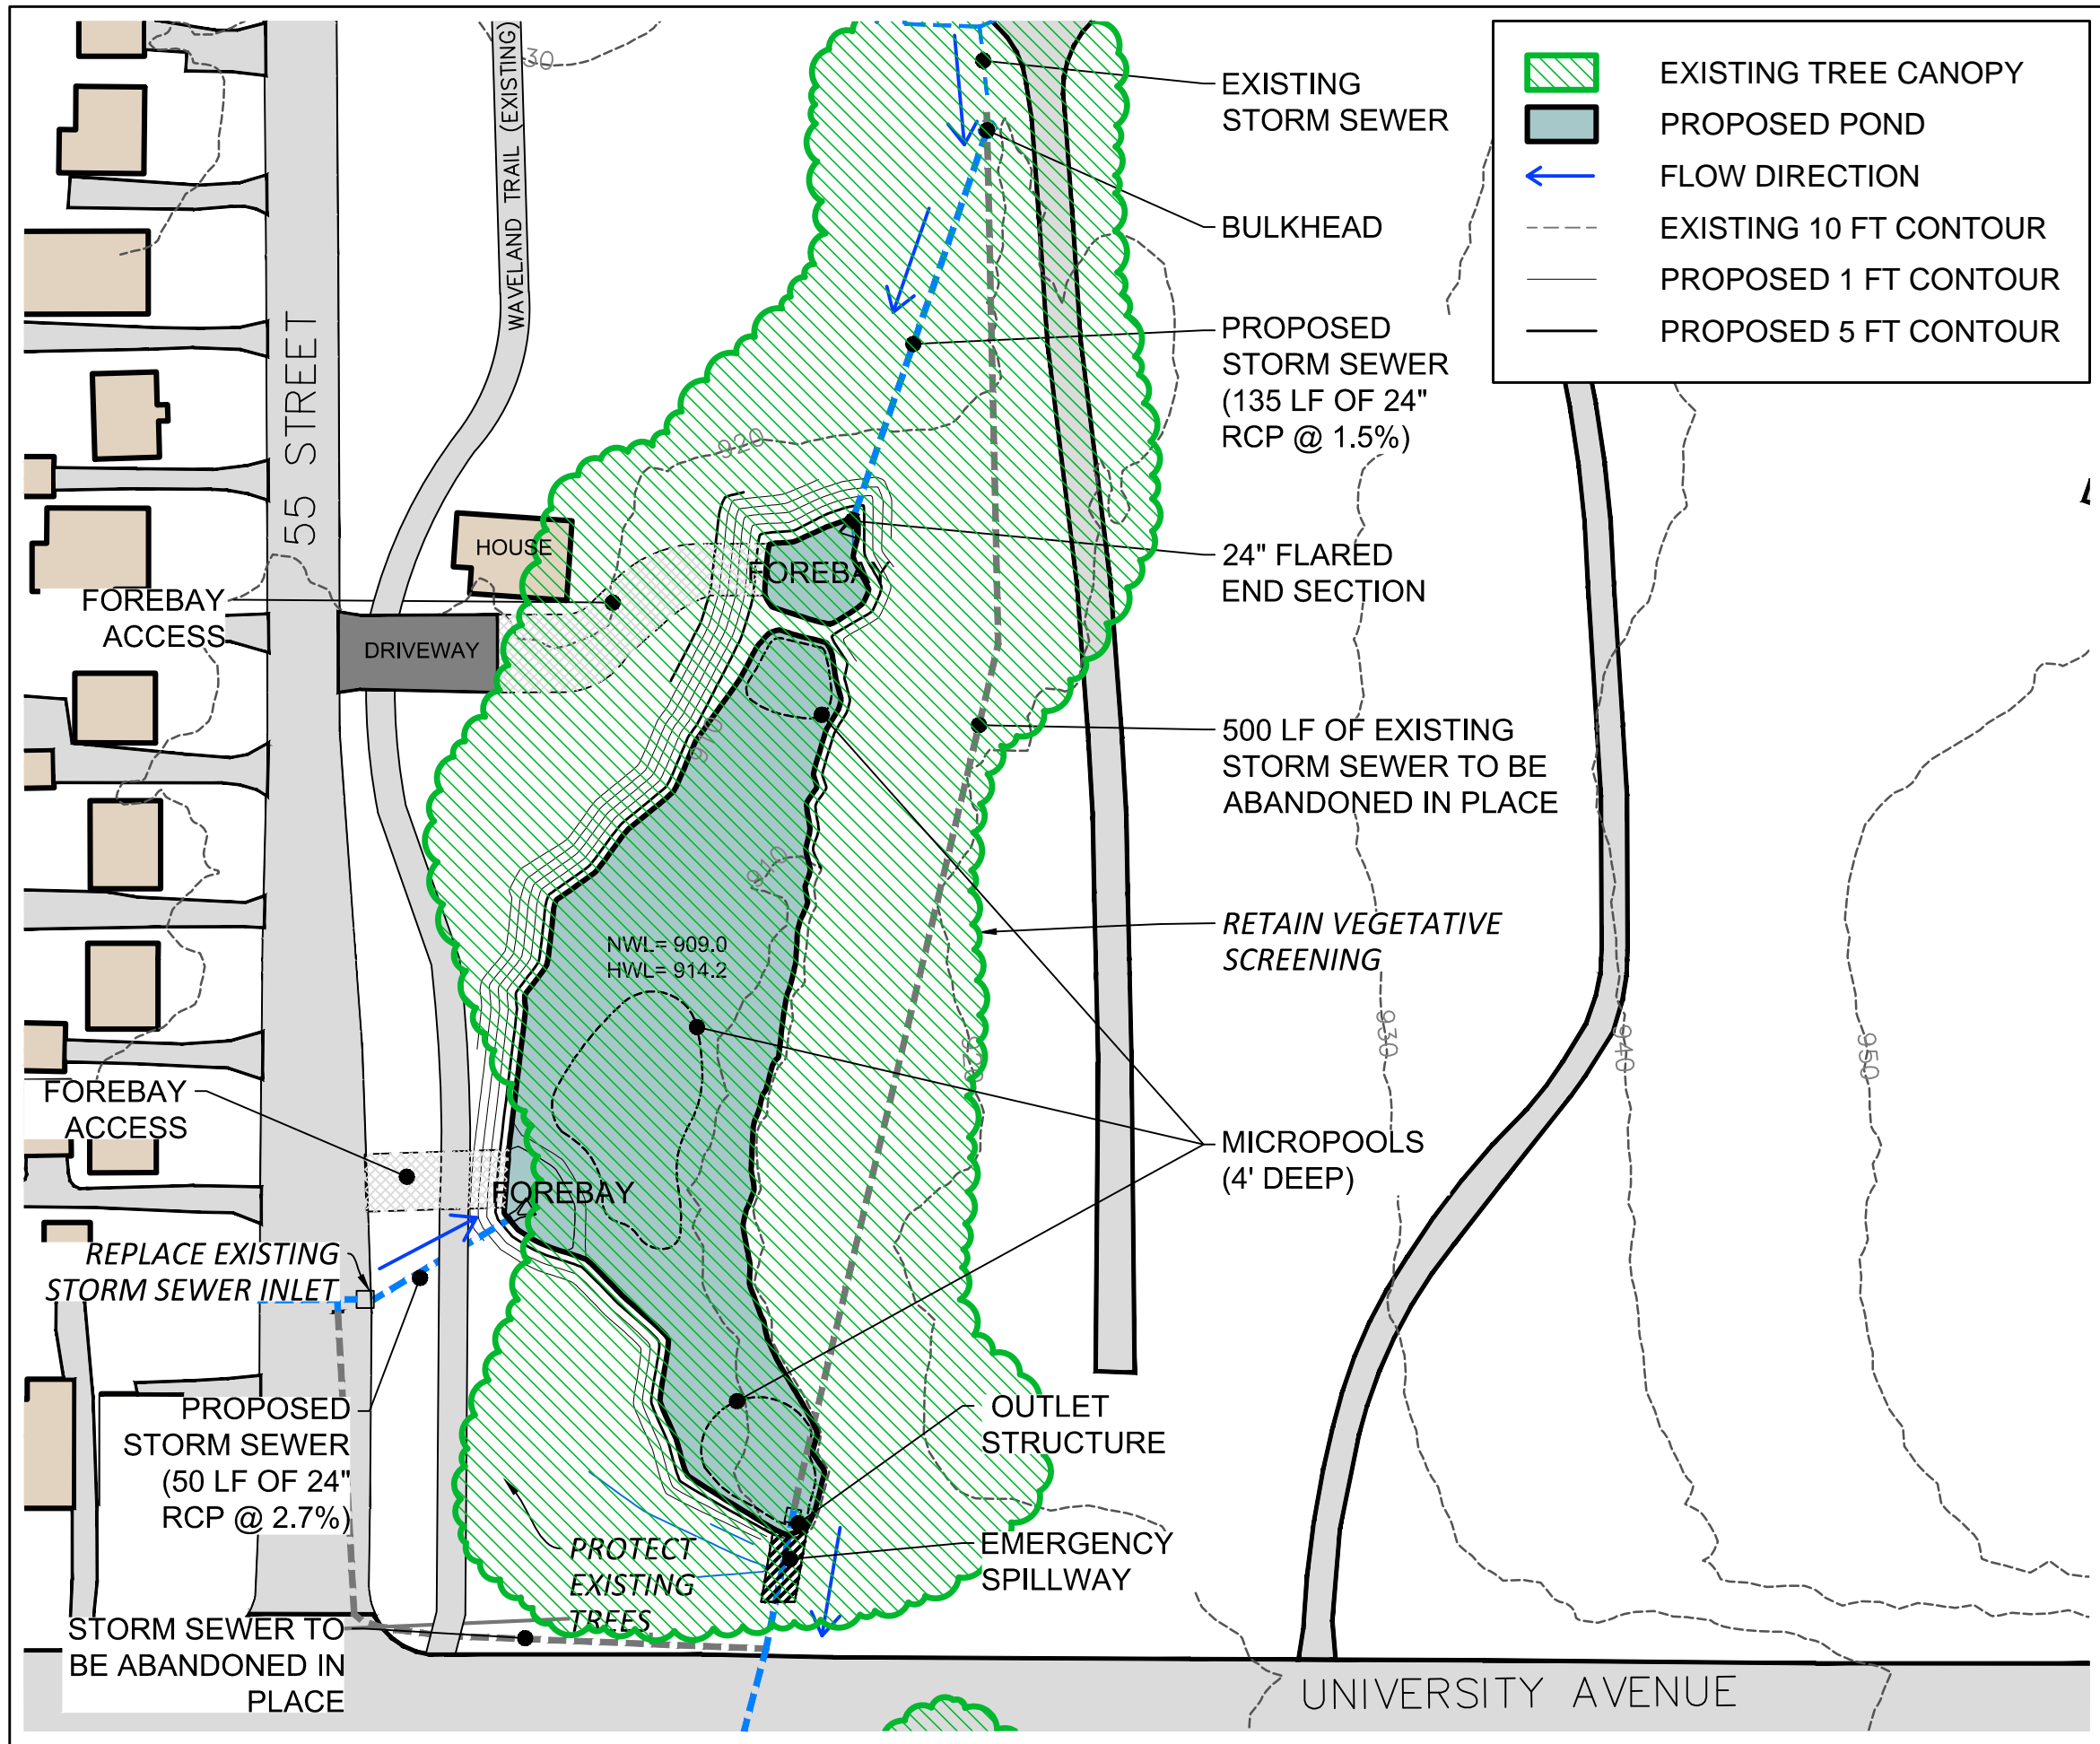 EXISTING TREE CANOPY
PROPOSED POND
FLOW DIRECTION
EXISTING 10 FT CONTOUR
PROPOSED 1 FT CONTOUR
PROPOSED 5 FT CONTOUR
EXISTING
STORM SEWER
BULKHEAD
PROPOSED
STORM SEWER
(135 LF OF 24"
RCP @ 1.5%)
24" FLARED
END SECTION
500 LF OF EXISTING
STORM SEWER TO BE
ABANDONED IN PLACE
RETAIN VEGETATIVE
SCREENING
MICROPOOLS
(4' DEEP)
OUTLET
STRUCTURE
EMERGENCY
SPILLWAY
WAVELAND TRAIL (EXISTING)
55 STREET
HOUSE
DRIVEWAY
FOREBAY
ACCESS
FOREBAY
NWL= 909.0
HWL= 914.2
FOREBAY
ACCESS
FOREBAY
REPLACE EXISTING
STORM SEWER INLET
PROPOSED
STORM SEWER
(50 LF OF 24"
RCP @ 2.7%)
PROTECT
EXISTING
TREES
STORM SEWER TO
BE ABANDONED IN
PLACE
UNIVERSITY AVENUE
30
920
910
910
920
930
940
950